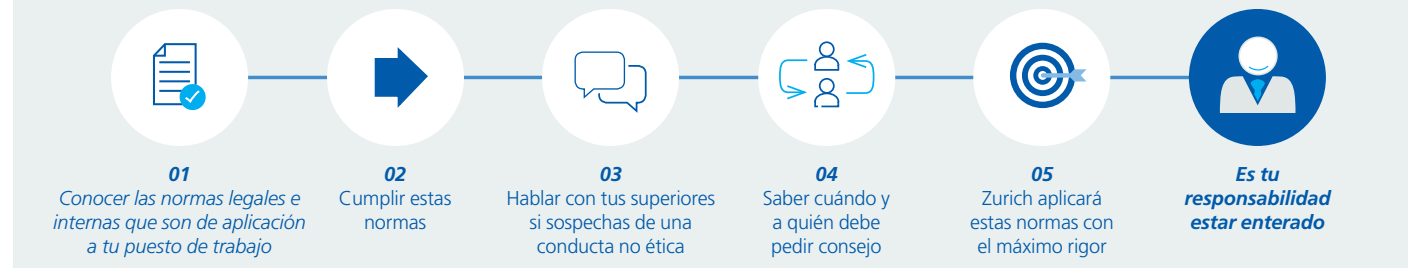 01
Conocer las normas legales e
internas que son de aplicación
a tu puesto de trabajo
02
Cumplir estas
normas
03
Hablar con tus superiores
si sospechas de una
conducta no ética
04
Saber cuándo y
a quién debe
pedir consejo
05
Zurich aplicará
estas normas con
el máximo rigor
Es tu
responsabilidad
estar enterado